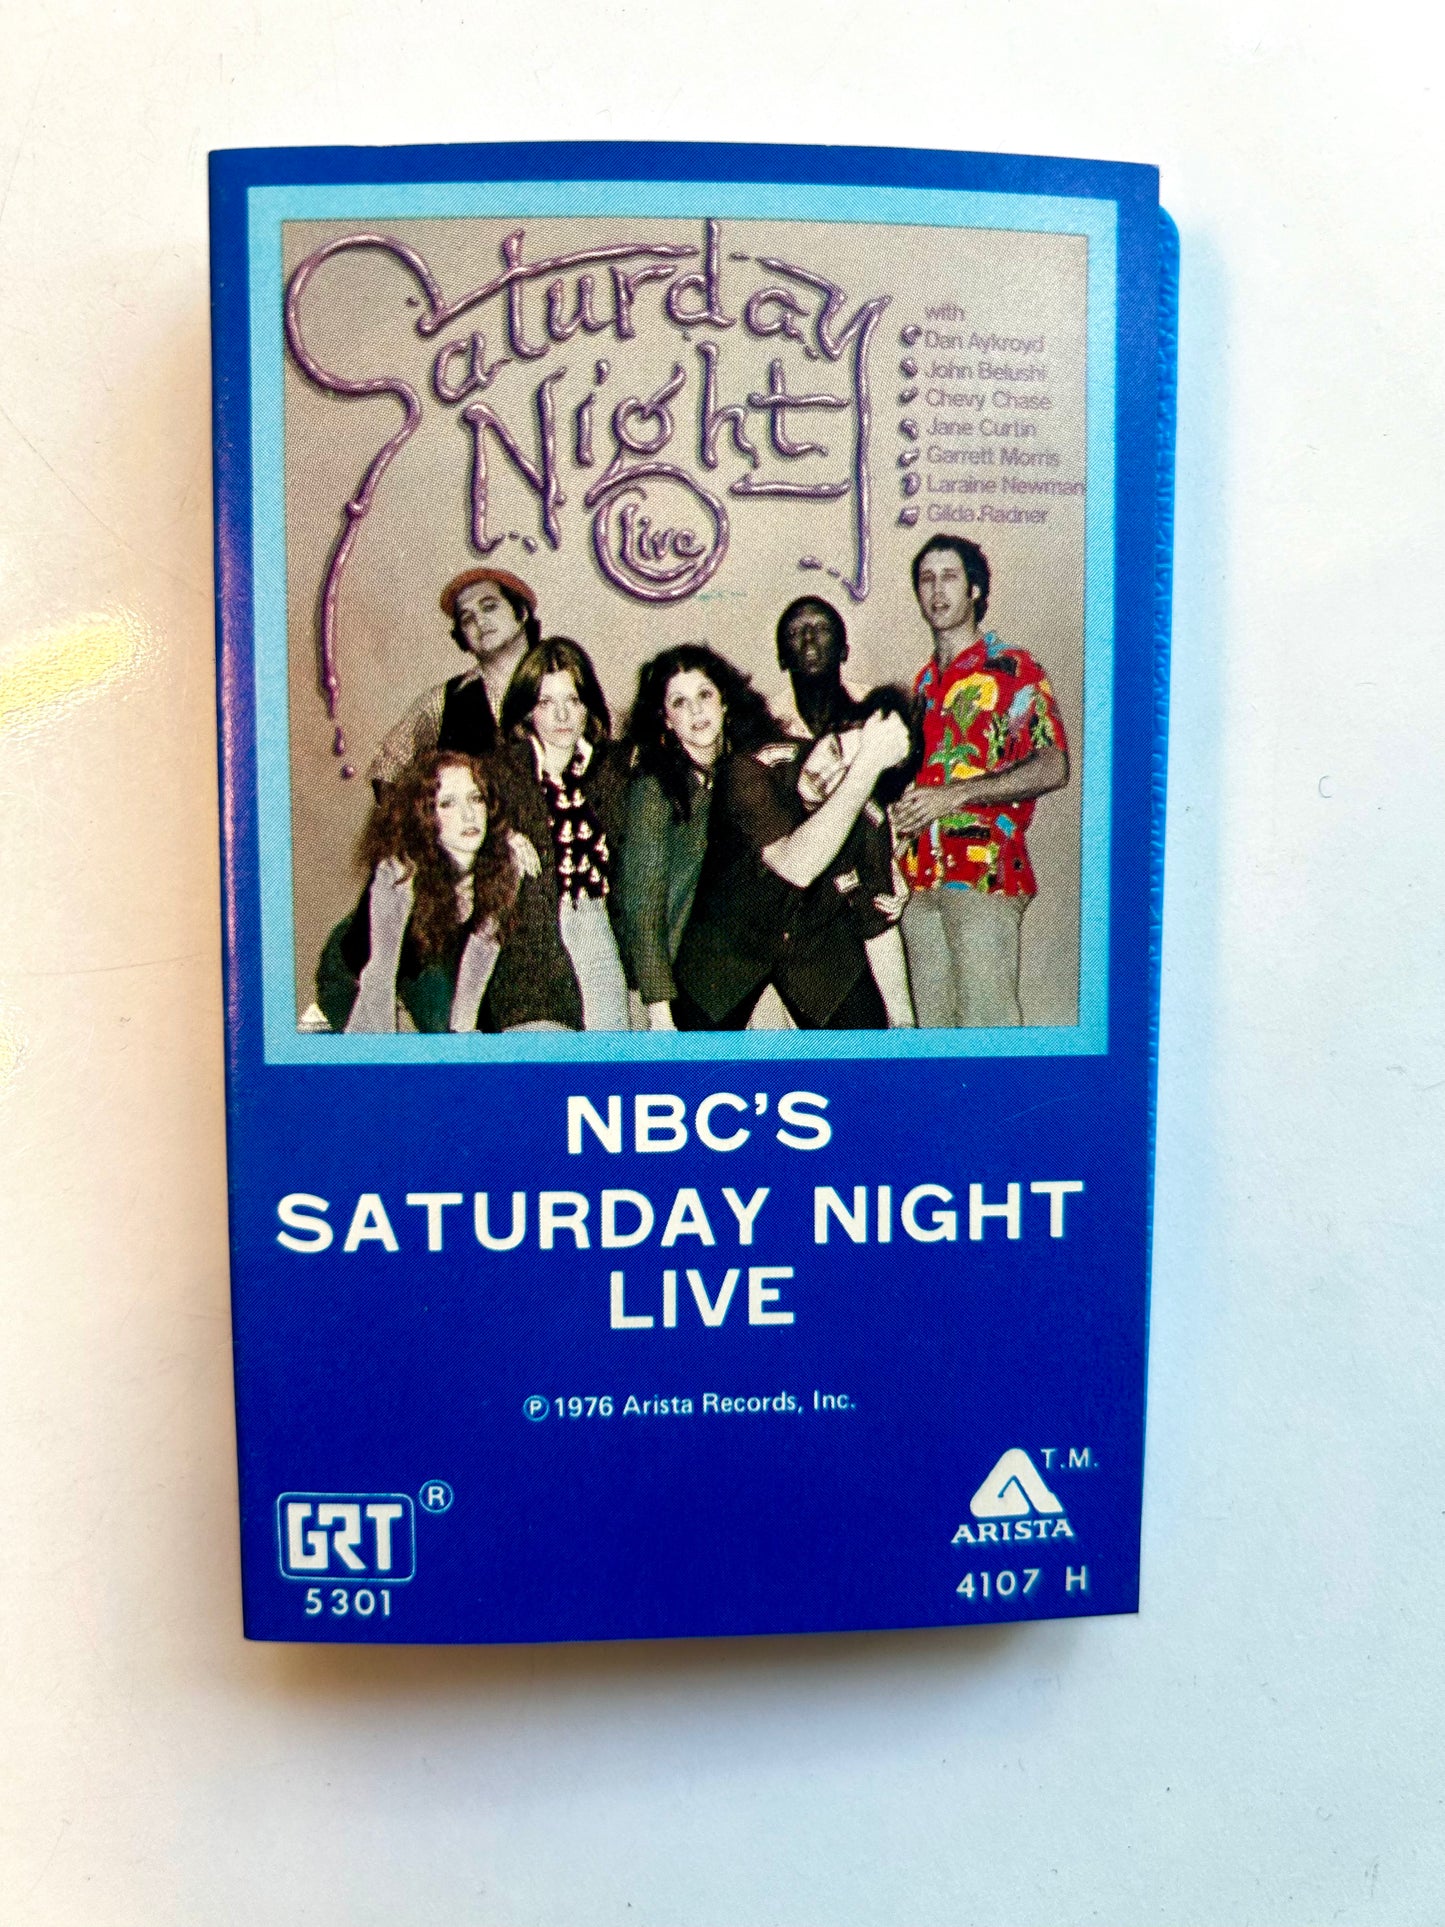 Saturday
Night
Live
with
Dan Aykroyd
John Belushi
Chevy Chase
Jane Curtin
Garrett Morris
Laraine Newman
Gilda Radner
NBC'S
SATURDAY NIGHT
LIVE
℗ 1976 Arista Records, Inc.
GRT ®
5301
T.M.
ARISTA
4107 H